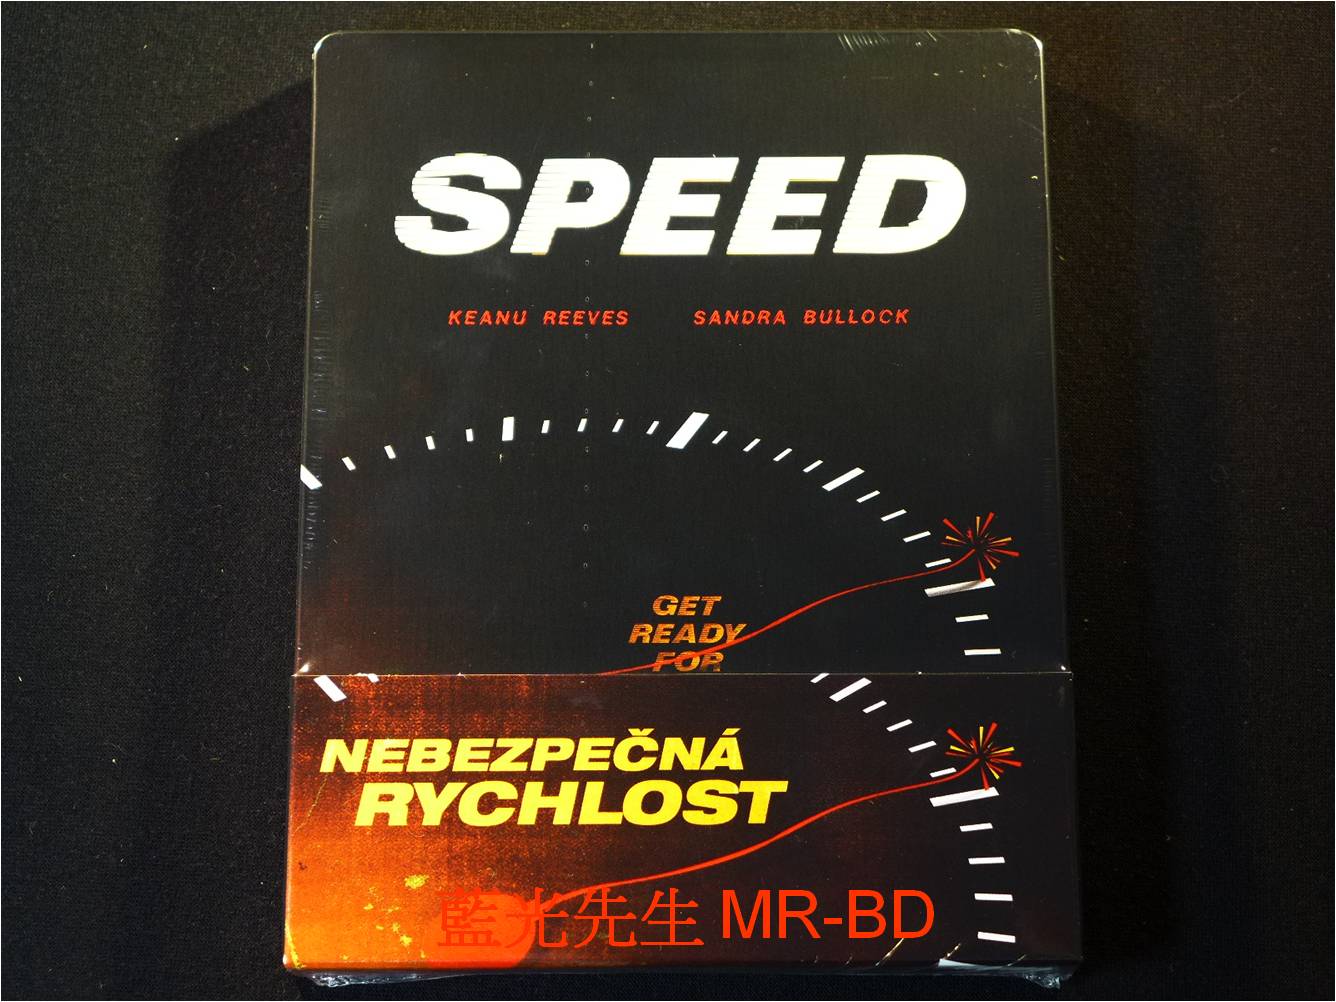 SPEED
KEANU REEVES SANDRA BULLOCK
GET
READY
FOR
NEBEZPEČNÁ
RYCHLOST
藍光先生 MR-BD